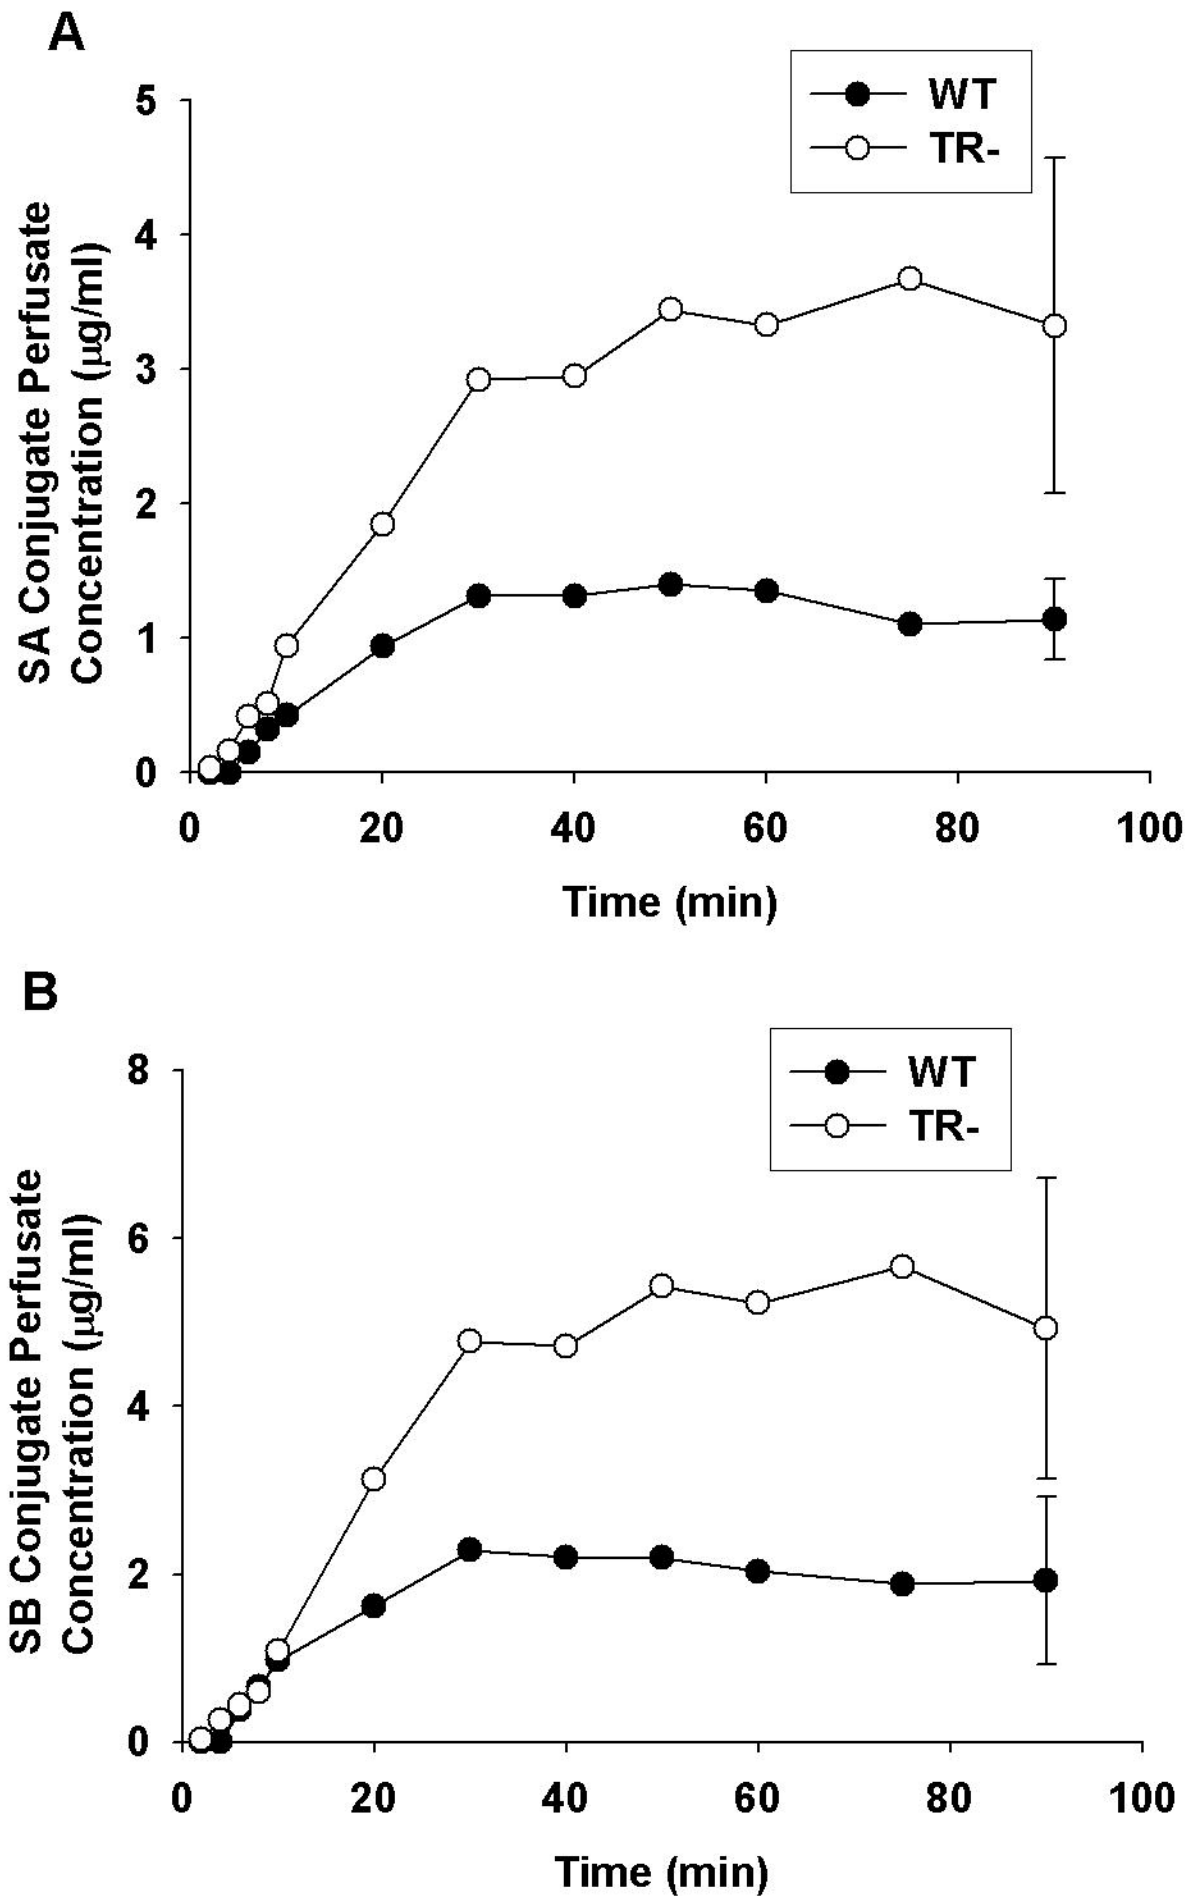 A
WT
TR-
SA Conjugate Perfusate
Concentration (μg/ml)
5
4
3
2
1
0
0 20 40 60 80 100
Time (min)
B
WT
TR-
SB Conjugate Perfusate
Concentration (μg/ml)
8
6
4
2
0
0 20 40 60 80 100
Time (min)